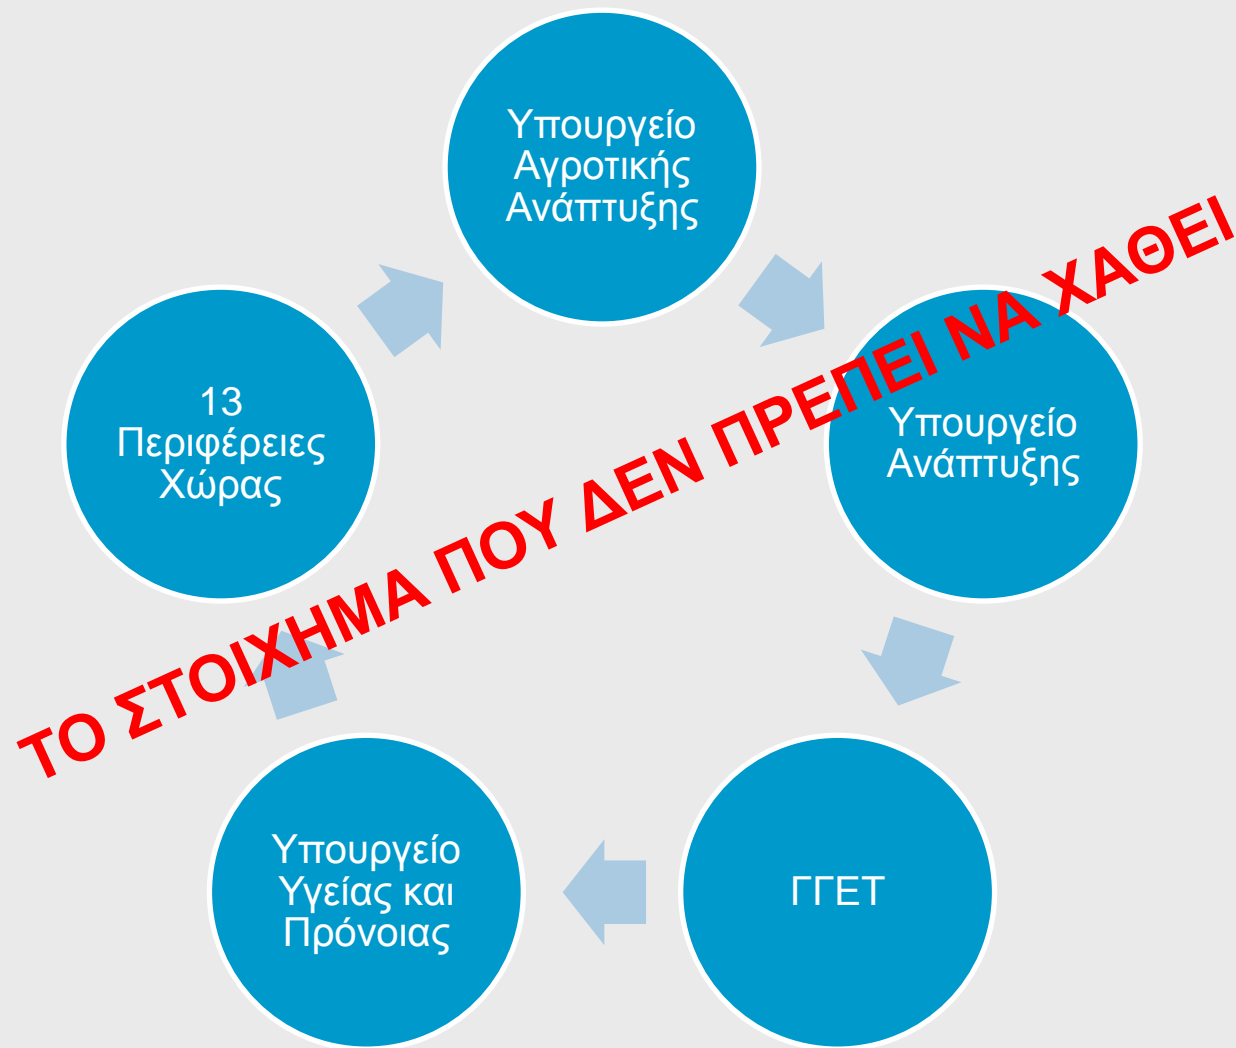 Υπουργείο
Αγροτικής
Ανάπτυξης
Υπουργείο
Ανάπτυξης
ΓΓΕΤ
Υπουργείο
Υγείας και
Πρόνοιας
13
Περιφέρειες
Χώρας
ΤΟ ΣΤΟΙΧΗΜΑ ΠΟΥ ΔΕΝ ΠΡΕΠΕΙ ΝΑ ΧΑΘΕΙ